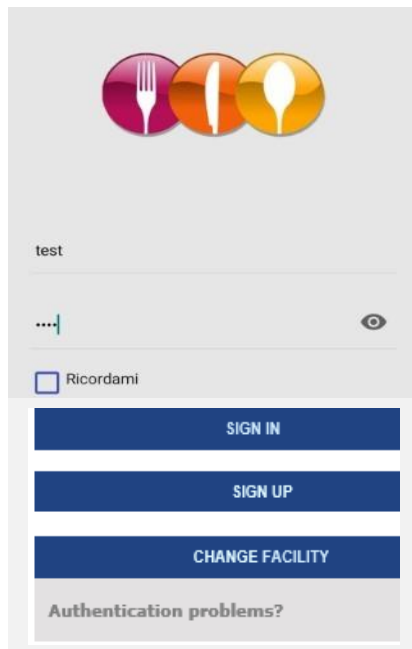 test
••••
Ricordami
SIGN IN
SIGN UP
CHANGE FACILITY
Authentication problems?